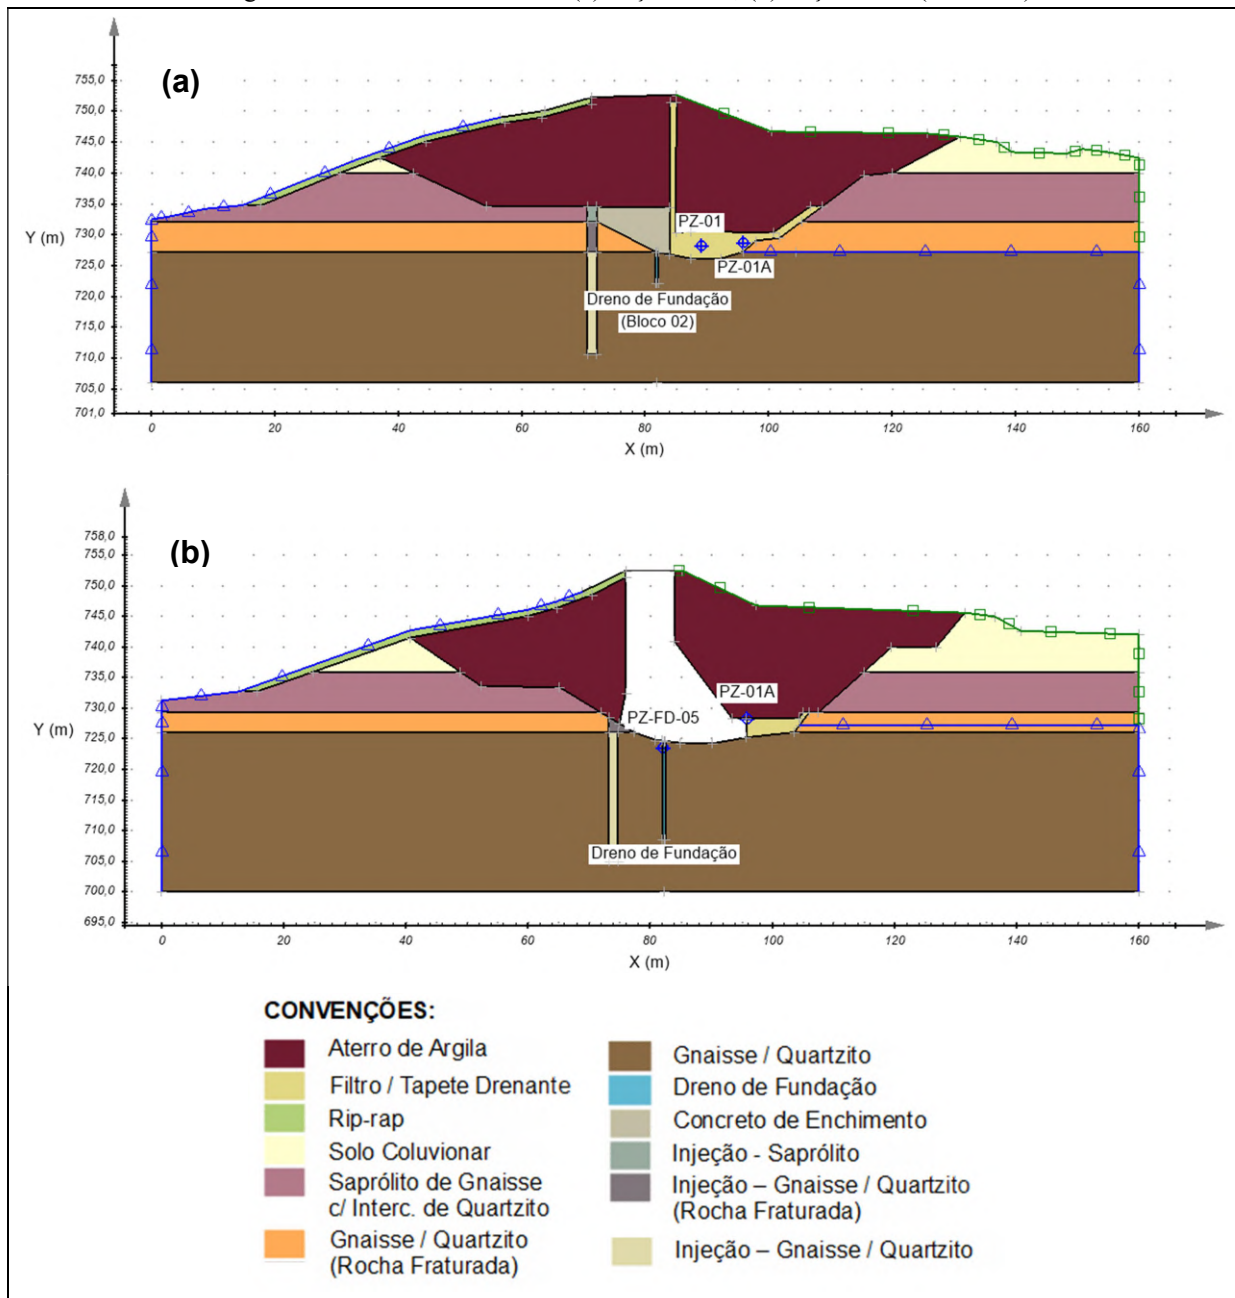 (a)
755,0
750,0
745,0
740,0
735,0
730,0
725,0
720,0
715,0
710,0
705,0
701,0
Y (m)
PZ-01
PZ-01A
Dreno de Fundação
(Bloco 02)
0
20
40
60
80
100
120
140
160
X (m)
(b)
758,0
755,0
750,0
745,0
740,0
735,0
730,0
725,0
720,0
715,0
710,0
705,0
700,0
695,0
Y (m)
PZ-01A
PZ-FD-05
Dreno de Fundação
0
20
40
60
80
100
120
140
160
X (m)
CONVENÇÕES:
Aterro de Argila
Filtro / Tapete Drenante
Rip-rap
Solo Coluvionar
Saprólito de Gnaisse
c/ Interc. de Quartzito
Gnaisse / Quartzito
(Rocha Fraturada)
Gnaisse / Quartzito
Dreno de Fundação
Concreto de Enchimento
Injeção - Saprólito
Injeção – Gnaisse / Quartzito
(Rocha Fraturada)
Injeção – Gnaisse / Quartzito